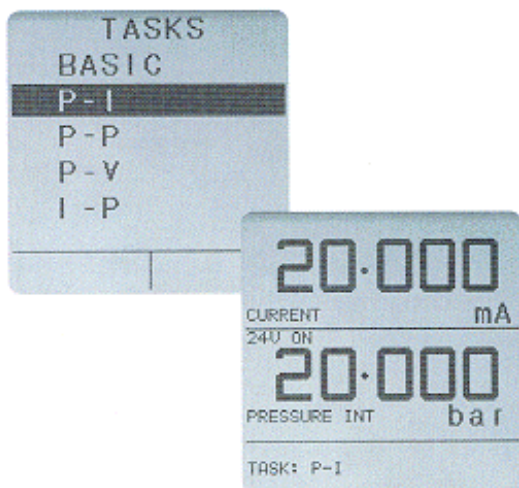 TASKS
BASIC
P-I
P-P
P-V
I-P
20.000
CURRENT mA
24V ON
20.000
PRESSURE INT bar
TASK: P-I